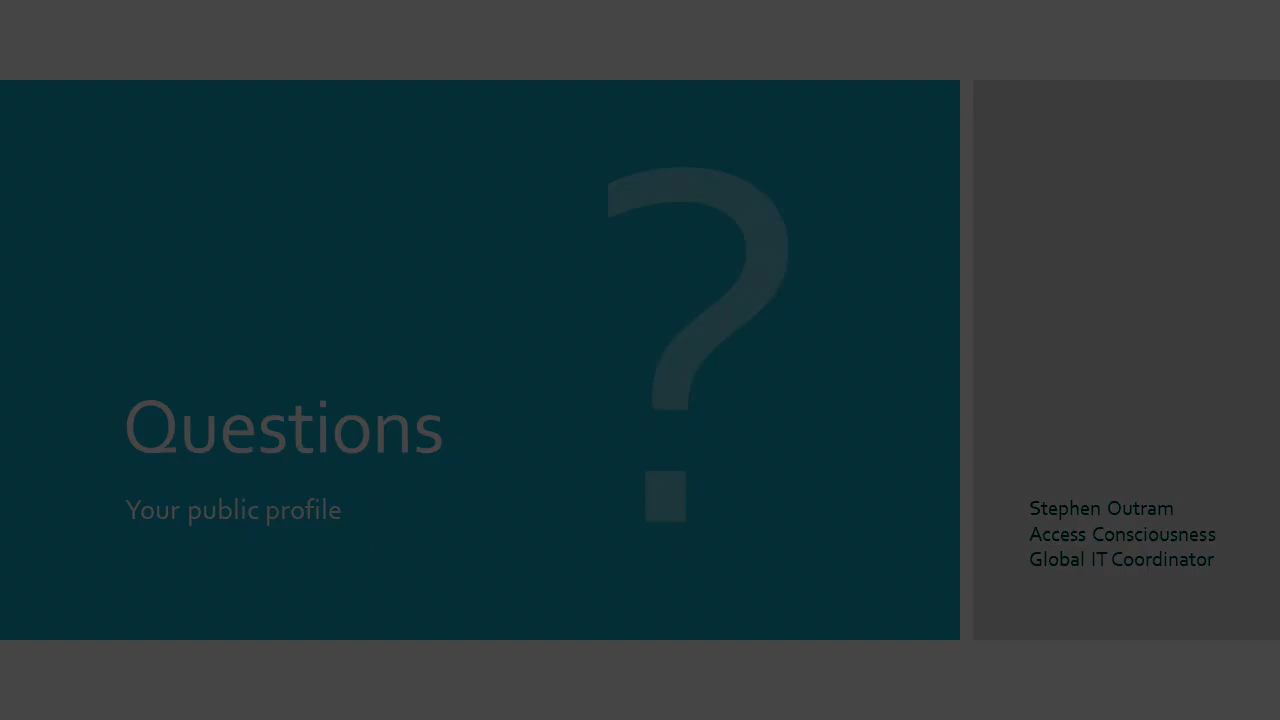 ?
Questions
Your public profile
Stephen Outram
Access Consciousness
Global IT Coordinator